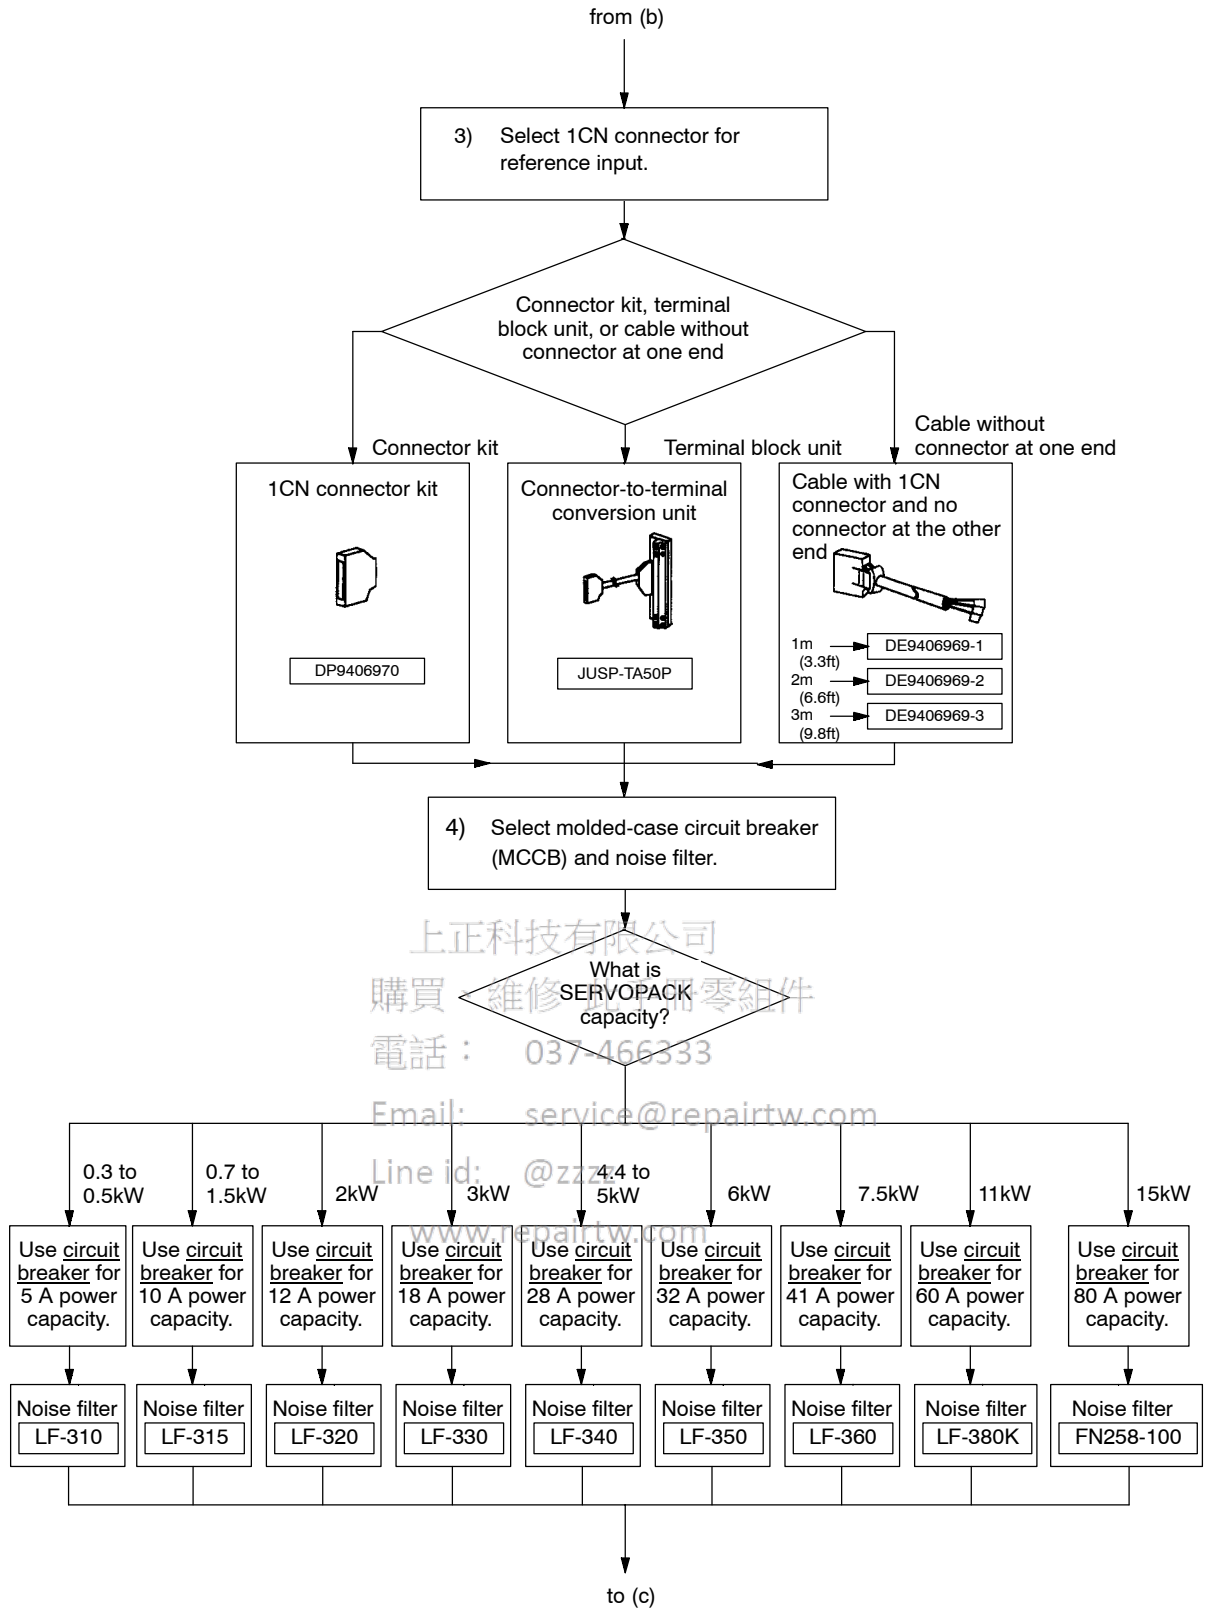 from (b)
3) Select 1CN connector for
reference input.
Connector kit, terminal
block unit, or cable without
connector at one end
Connector kit
Terminal block unit
Cable without
connector at one end
1CN connector kit
DP9406970
Connector-to-terminal
conversion unit
JUSP-TA50P
Cable with 1CN
connector and no
connector at the other
end
1m
(3.3ft)
DE9406969-1
2m
(6.6ft)
DE9406969-2
3m
(9.8ft)
DE9406969-3
4) Select molded-case circuit breaker
(MCCB) and noise filter.
上正科技有限公司
購買、維修 此手冊零組件
電話： 037-466333
Email: service@repairtw.com
Line id: @zzzz
www.repairtw.com
What is
SERVOPACK
capacity?
0.3 to
0.5kW
0.7 to
1.5kW
2kW
3kW
4.4 to
5kW
6kW
7.5kW
11kW
15kW
Use circuit
breaker for
5 A power
capacity.
Use circuit
breaker for
10 A power
capacity.
Use circuit
breaker for
12 A power
capacity.
Use circuit
breaker for
18 A power
capacity.
Use circuit
breaker for
28 A power
capacity.
Use circuit
breaker for
32 A power
capacity.
Use circuit
breaker for
41 A power
capacity.
Use circuit
breaker for
60 A power
capacity.
Use circuit
breaker for
80 A power
capacity.
Noise filter
LF-310
Noise filter
LF-315
Noise filter
LF-320
Noise filter
LF-330
Noise filter
LF-340
Noise filter
LF-350
Noise filter
LF-360
Noise filter
LF-380K
Noise filter
FN258-100
to (c)